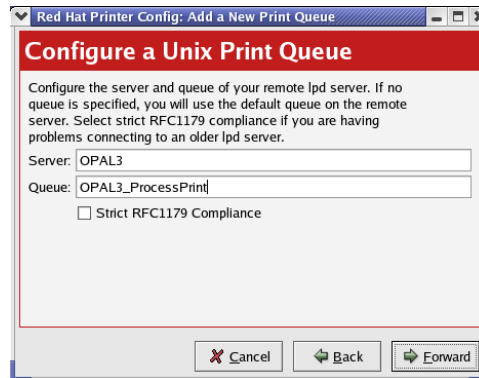 Red Hat Printer Config: Add a New Print Queue
Configure a Unix Print Queue
Configure the server and queue of your remote lpd server. If no
queue is specified, you will use the default queue on the remote
server. Select strict RFC1179 compliance if you are having
problems connecting to an older lpd server.
Server: OPAL3
Queue: OPAL3_ProcessPrint
Strict RFC1179 Compliance
Cancel Back Forward